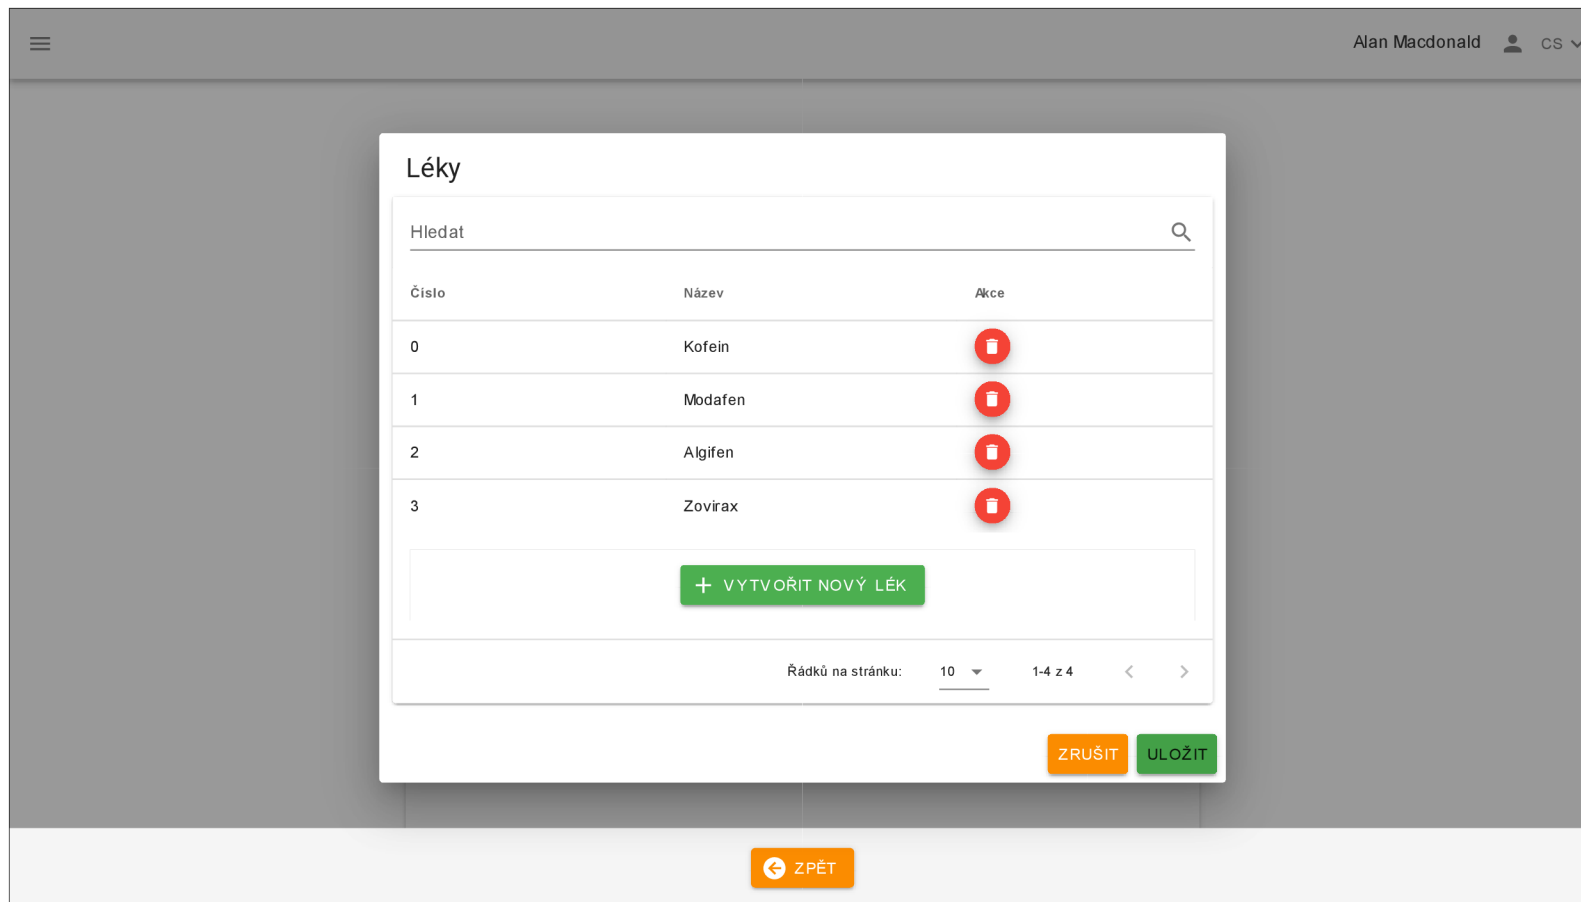 Alan Macdonald CS
Léky
Hledat
Číslo Název Akce
0 Kofein
1 Modafen
2 Algifen
3 Zovirax
VYTVOŘIT NOVÝ LÉK
Řádků na stránku: 10 1-4 z 4
ZRUŠIT ULOŽIT
ZPĚT